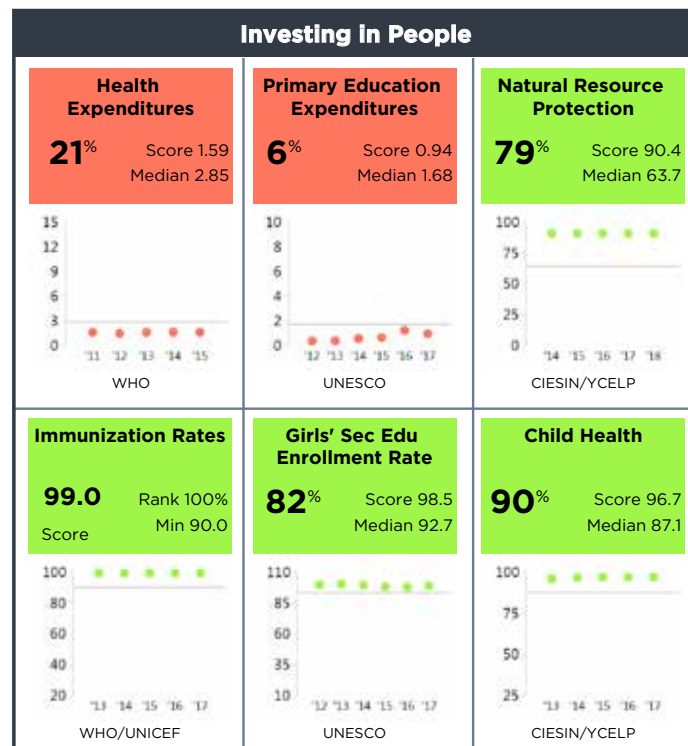 Investing in People
Health
Expenditures
21%
Score 1.59
Median 2.85
15
12
9
6
3
0
'11 '12 '13 '14 '15
WHO
Primary Education
Expenditures
6%
Score 0.94
Median 1.68
10
8
6
4
2
0
'12 '13 '14 '15 '16 '17
UNESCO
Natural Resource
Protection
79%
Score 90.4
Median 63.7
100
75
50
25
0
'14 '15 '16 '17 '18
CIESIN/YCELP
Immunization Rates
99.0
Score
Rank 100%
Min 90.0
100
80
60
40
20
'13 '14 '15 '16 '17
WHO/UNICEF
Girls' Sec Edu
Enrollment Rate
82%
Score 98.5
Median 92.7
110
85
60
35
10
'12 '13 '14 '15 '16 '17
UNESCO
Child Health
90%
Score 96.7
Median 87.1
100
75
50
25
'13 '14 '15 '16 '17
CIESIN/YCELP